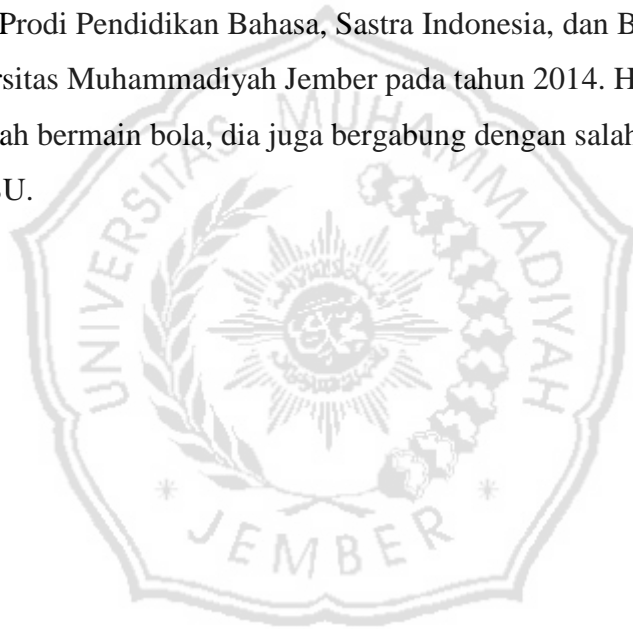 Prodi Pendidikan Bahasa, Sastra Indonesia, dan B
rsitas Muhammadiyah Jember pada tahun 2014. H
ah bermain bola, dia juga bergabung dengan salah
SU.
UNIVERSITAS MUHAMMADIYAH
JEMBER